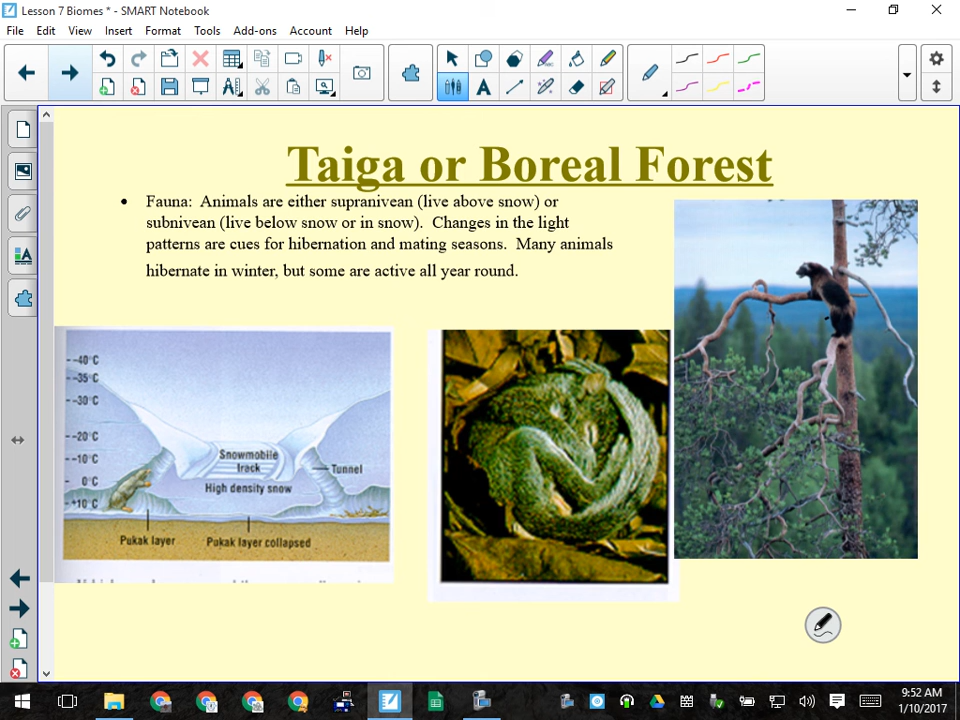 Lesson 7 Biomes * - SMART Notebook
File Edit View Insert Format Tools Add-ons Account Help
Taiga or Boreal Forest
• Fauna: Animals are either supranivean (live above snow) or
subnivean (live below snow or in snow). Changes in the light
patterns are cues for hibernation and mating seasons. Many animals
hibernate in winter, but some are active all year round.
-40°C
-35°C
-30°C
-20°C
-10°C
0°C
+10°C
Snowmobile
track
Tunnel
High density snow
Pukak layer
Pukak layer collapsed
9:52 AM
1/10/2017